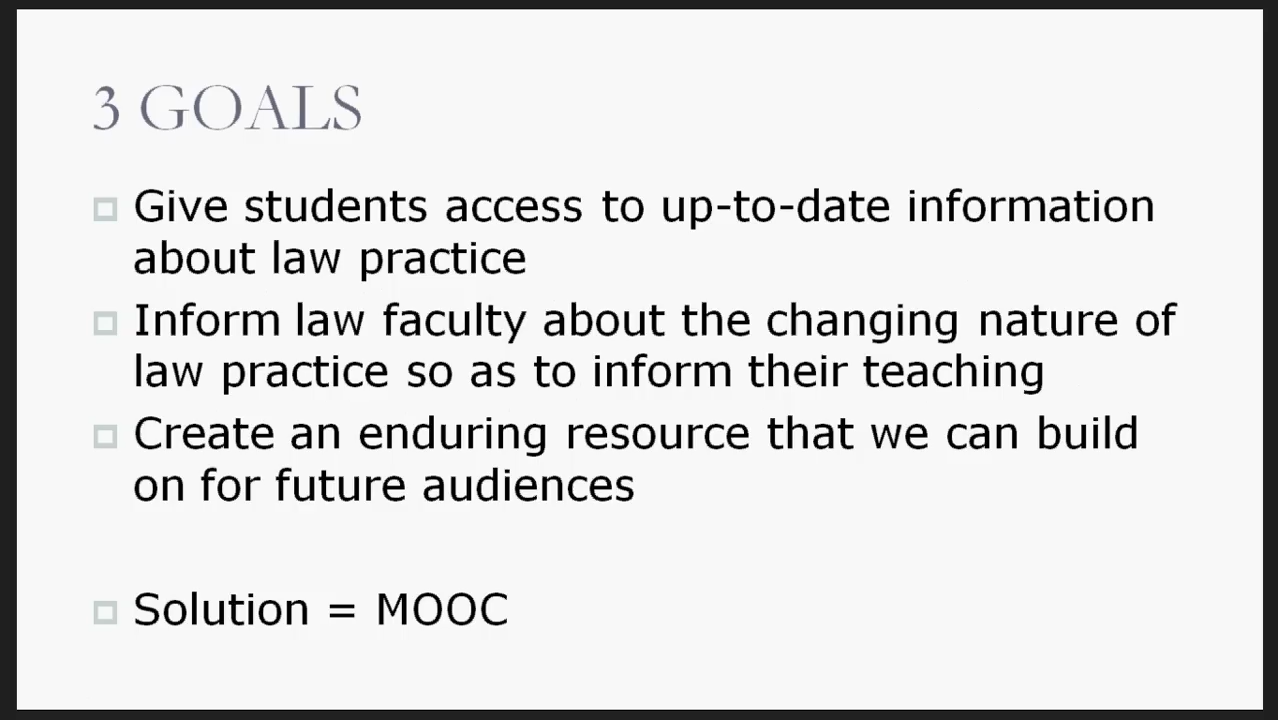 3 GOALS
Give students access to up-to-date information
about law practice
Inform law faculty about the changing nature of
law practice so as to inform their teaching
Create an enduring resource that we can build
on for future audiences
Solution = MOOC